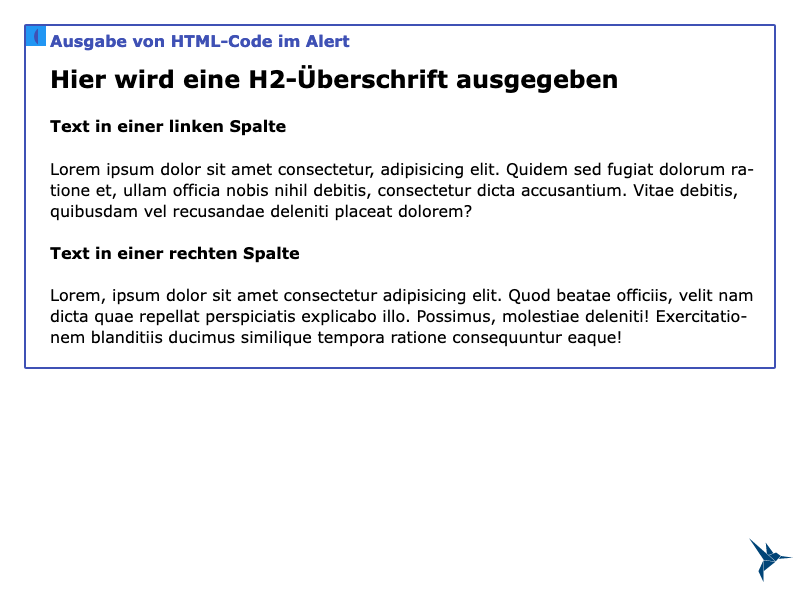 Ausgabe von HTML-Code im Alert
Hier wird eine H2-Überschrift ausgegeben
Text in einer linken Spalte
Lorem ipsum dolor sit amet consectetur, adipisicing elit. Quidem sed fugiat dolorum ra-
tione et, ullam officia nobis nihil debitis, consectetur dicta accusantium. Vitae debitis,
quibusdam vel recusandae deleniti placeat dolorem?
Text in einer rechten Spalte
Lorem, ipsum dolor sit amet consectetur adipisicing elit. Quod beatae officiis, velit nam
dicta quae repellat perspiciatis explicabo illo. Possimus, molestiae deleniti! Exercitatio-
nem blanditiis ducimus similique tempora ratione consequuntur eaque!